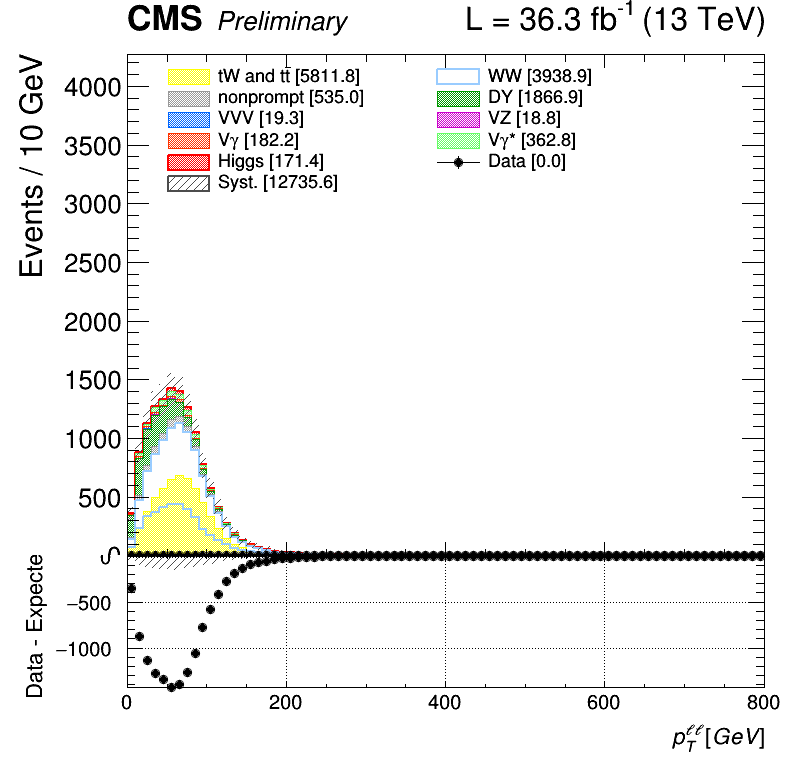 CMS Preliminary L = 36.3 fb⁻¹ (13 TeV)
Events / 10 GeV
4000
3500
3000
2500
2000
1500
1000
500
0
tW and tt̄ [5811.8]
nonprompt [535.0]
VVV [19.3]
Vγ [182.2]
Higgs [171.4]
Syst. [12735.6]
WW [3938.9]
DY [1866.9]
VZ [18.8]
Vγ* [362.8]
Data [0.0]
Data - Expecte
0
−500
−1000
0 200 400 600 800
p_T^ℓℓ [GeV]